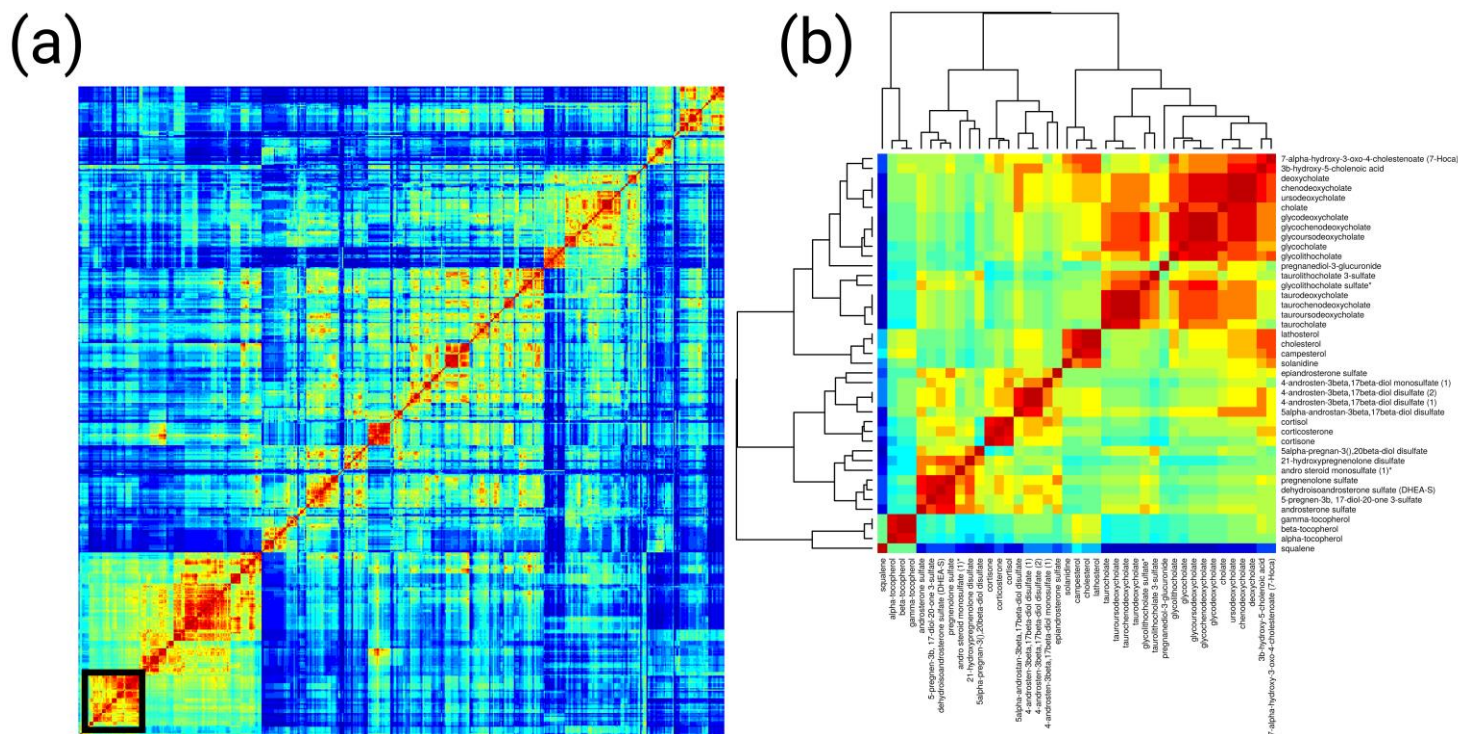 (a)
(b)
7-alpha-hydroxy-3-oxo-4-cholestenoate (7-Hoca)
3b-hydroxy-5-cholenoic acid
deoxycholate
chenodeoxycholate
ursodeoxycholate
cholate
glycodeoxycholate
glycochenodeoxycholate
glycoursodeoxycholate
glycocholate
glycolithocholate
pregnanediol-3-glucuronide
taurolithocholate 3-sulfate
glycolithocholate sulfate*
taurodeoxycholate
taurochenodeoxycholate
tauroursodeoxycholate
taurocholate
lathosterol
cholesterol
campesterol
solanidine
epiandrosterone sulfate
4-androsten-3beta,17beta-diol monosulfate (1)
4-androsten-3beta,17beta-diol disulfate (2)
4-androsten-3beta,17beta-diol disulfate (1)
5alpha-androstan-3beta,17beta-diol disulfate
cortisol
corticosterone
cortisone
5alpha-pregnan-3(),20beta-diol disulfate
21-hydroxypregnenolone disulfate
andro steroid monosulfate (1)*
pregnenolone sulfate
dehydroisoandrosterone sulfate (DHEA-S)
5-pregnen-3b, 17-diol-20-one 3-sulfate
androsterone sulfate
gamma-tocopherol
beta-tocopherol
alpha-tocopherol
squalene
squalene
alpha-tocopherol
beta-tocopherol
gamma-tocopherol
androsterone sulfate
5-pregnen-3b, 17-diol-20-one 3-sulfate
dehydroisoandrosterone sulfate (DHEA-S)
pregnenolone sulfate
andro steroid monosulfate (1)*
21-hydroxypregnenolone disulfate
5alpha-pregnan-3(),20beta-diol disulfate
cortisone
corticosterone
cortisol
5alpha-androstan-3beta,17beta-diol disulfate
4-androsten-3beta,17beta-diol disulfate (1)
4-androsten-3beta,17beta-diol disulfate (2)
4-androsten-3beta,17beta-diol monosulfate (1)
epiandrosterone sulfate
solanidine
campesterol
cholesterol
lathosterol
taurocholate
tauroursodeoxycholate
taurochenodeoxycholate
taurodeoxycholate
glycolithocholate sulfate*
taurolithocholate 3-sulfate
pregnanediol-3-glucuronide
glycolithocholate
glycocholate
glycoursodeoxycholate
glycochenodeoxycholate
glycodeoxycholate
cholate
ursodeoxycholate
chenodeoxycholate
deoxycholate
3b-hydroxy-5-cholenoic acid
7-alpha-hydroxy-3-oxo-4-cholestenoate (7-Hoca)